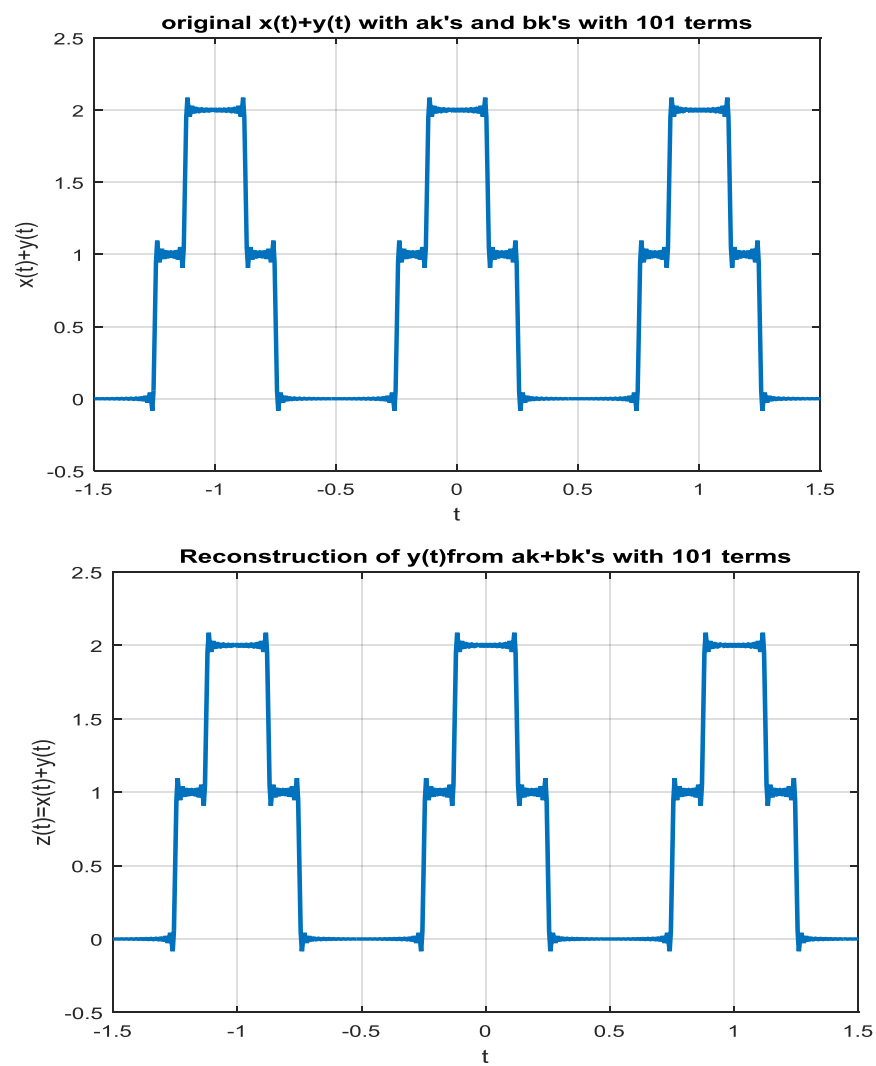 original x(t)+y(t) with ak's and bk's with 101 terms
2.5
2
1.5
1
0.5
0
-0.5
x(t)+y(t)
-1.5 -1 -0.5 0 0.5 1 1.5
t
Reconstruction of y(t)from ak+bk's with 101 terms
2.5
2
1.5
1
0.5
0
-0.5
z(t)=x(t)+y(t)
-1.5 -1 -0.5 0 0.5 1 1.5
t